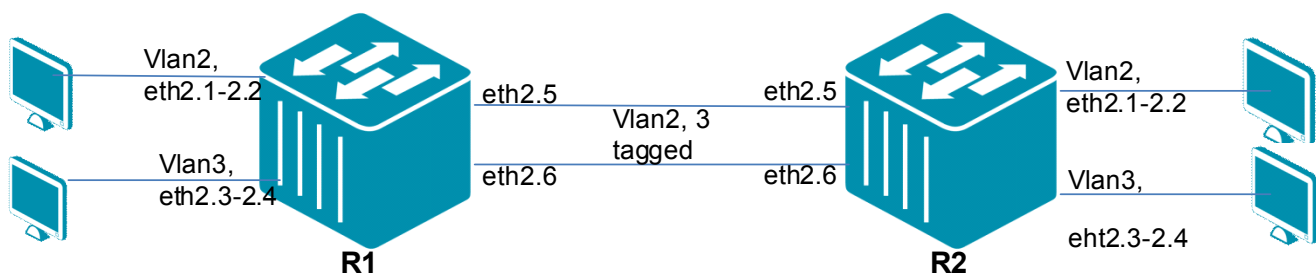 Vlan2,
eth2.1-2.2
Vlan3,
eth2.3-2.4
R1
eth2.5
eth2.6
Vlan2, 3
tagged
eth2.5
eth2.6
R2
Vlan2,
eth2.1-2.2
Vlan3,
eht2.3-2.4